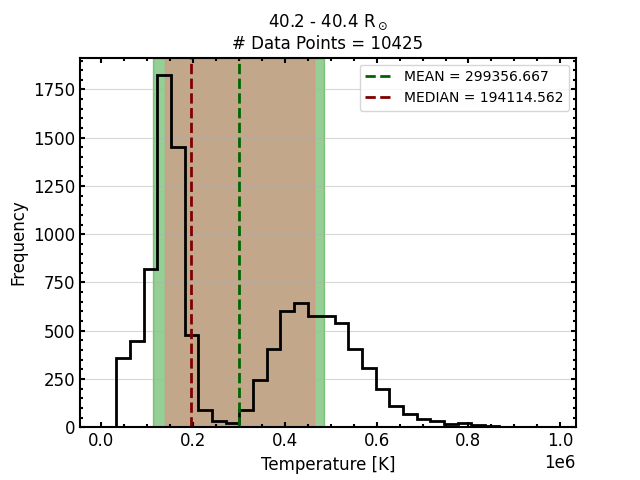 40.2 - 40.4 R⊙
# Data Points = 10425
MEAN = 299356.667
MEDIAN = 194114.562
Frequency
1750
1500
1250
1000
750
500
250
0
0.0 0.2 0.4 0.6 0.8 1.0
1e6
Temperature [K]